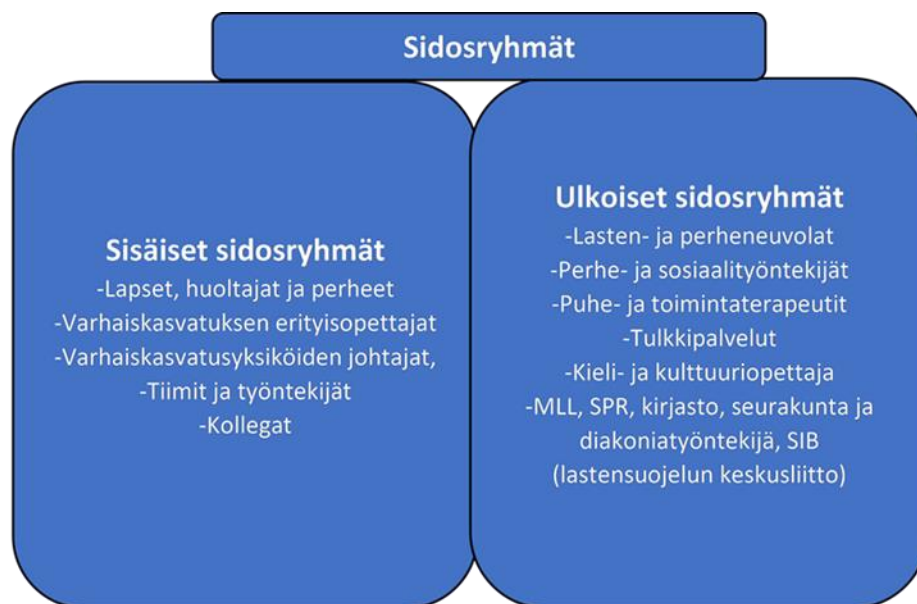 Sidosryhmät
Sisäiset sidosryhmät
-Lapset, huoltajat ja perheet
-Varhaiskasvatuksen erityisopettajat
-Varhaiskasvatusyksiköiden johtajat,
-Tiimit ja työntekijät
-Kollegat
Ulkoiset sidosryhmät
-Lasten- ja perheneuvolat
-Perhe- ja sosiaalityöntekijät
-Puhe- ja toimintaterapeutit
-Tulkkipalvelut
-Kieli- ja kulttuuriopettaja
-MLL, SPR, kirjasto, seurakunta ja
diakoniatyöntekijä, SIB
(lastensuojelun keskusliitto)